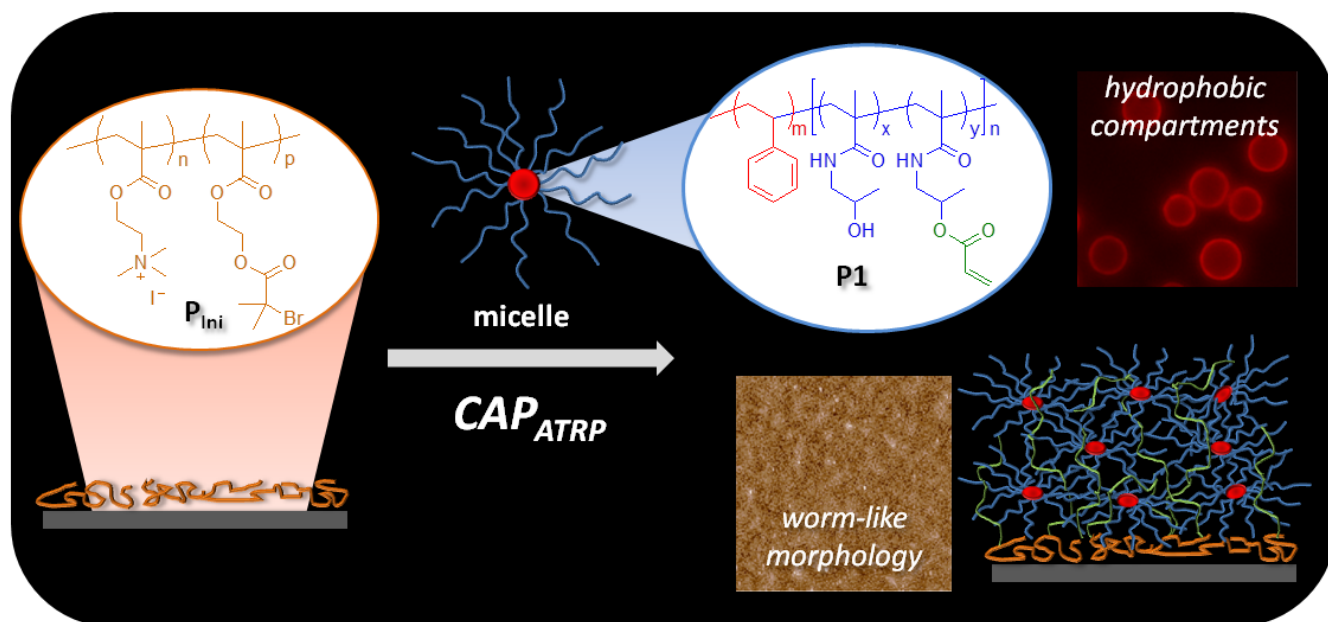 n
p
O
O
O
O
O
N
+
I⁻
O
Br
P_Ini
micelle
CAP_ATRP
m
x
y
n
HN
O
HN
O
OH
O
O
P1
hydrophobic
compartments
worm-like
morphology